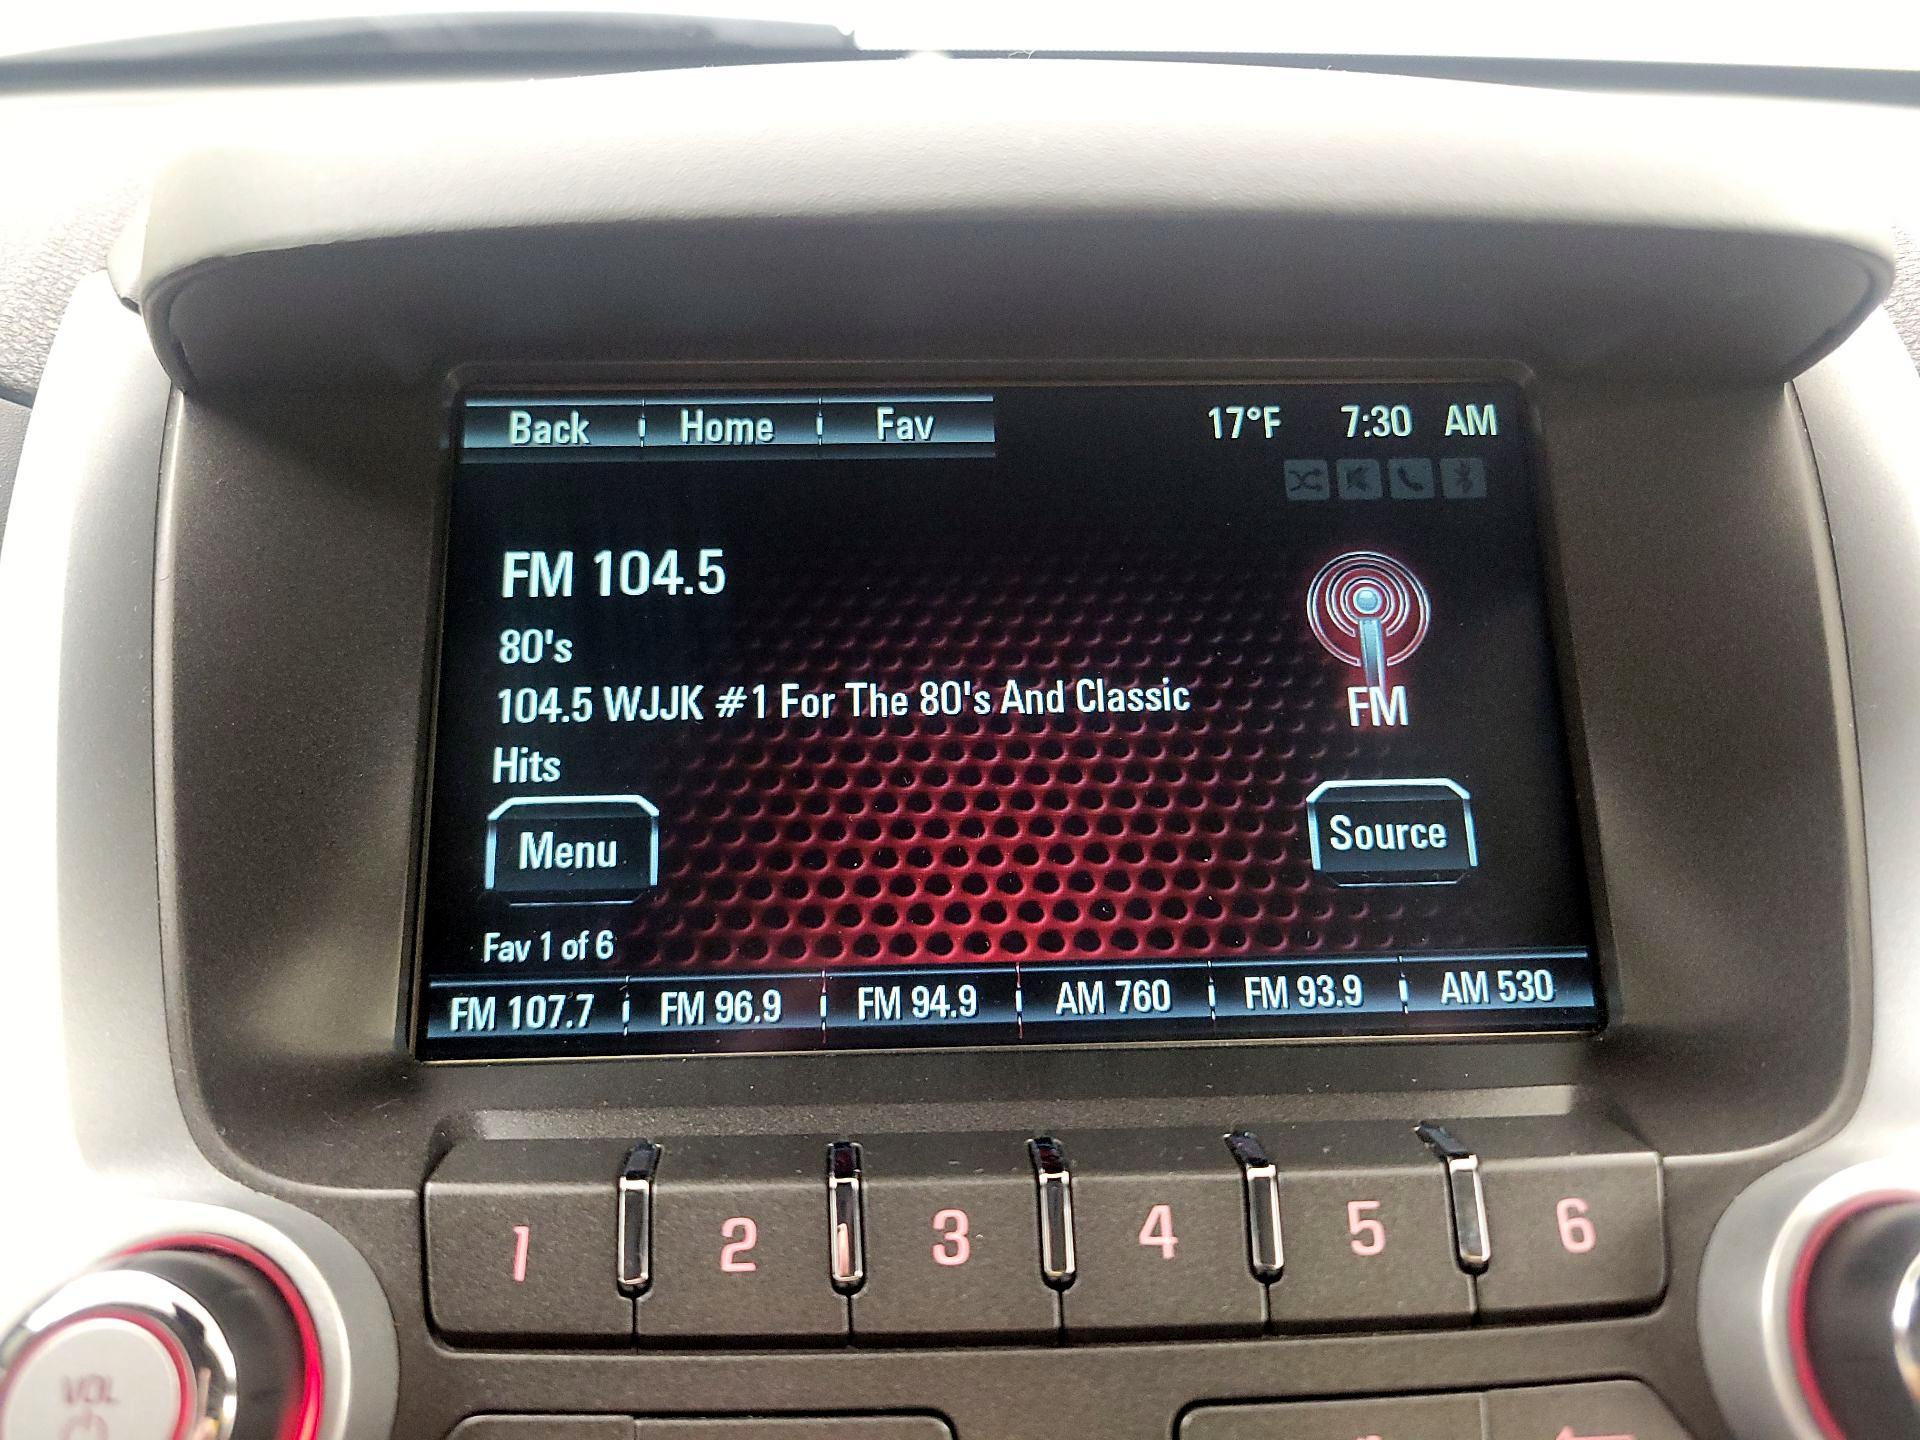 Back Home Fav 17°F 7:30 AM
FM 104.5
80's
104.5 WJJK #1 For The 80's And Classic
Hits
FM
Menu
Source
Fav 1 of 6
FM 107.7 FM 96.9 FM 94.9 AM 760 FM 93.9 AM 530
1 2 3 4 5 6
VOL